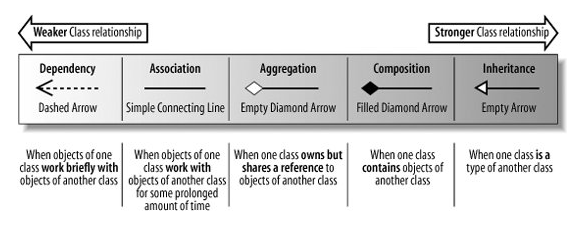 Weaker Class relationship
Stronger Class relationship
Dependency
Dashed Arrow
Association
Simple Connecting Line
Aggregation
Empty Diamond Arrow
Composition
Filled Diamond Arrow
Inheritance
Empty Arrow
When objects of one
class work briefly with
objects of another class
When objects of one
class work with
objects of another class
for some prolonged
amount of time
When one class owns but
shares a reference to
objects of another class
When one class
contains objects of
another class
When one class is a
type of another class